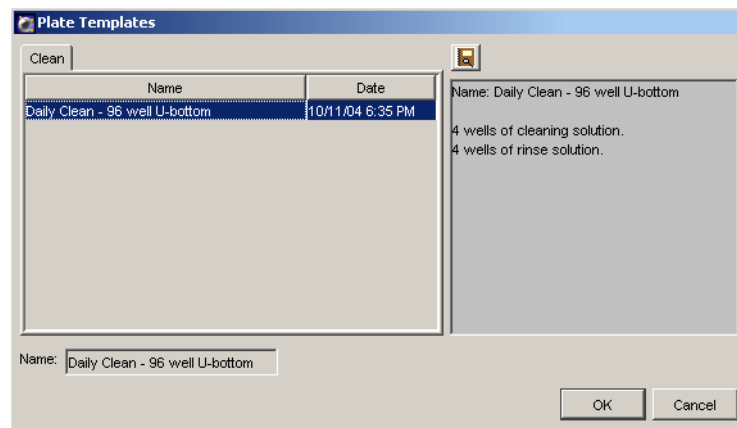 Plate Templates
Clean
Name Date
Daily Clean - 96 well U-bottom 10/11/04 6:35 PM
Name: Daily Clean - 96 well U-bottom
4 wells of cleaning solution.
4 wells of rinse solution.
Name: Daily Clean - 96 well U-bottom
OK Cancel